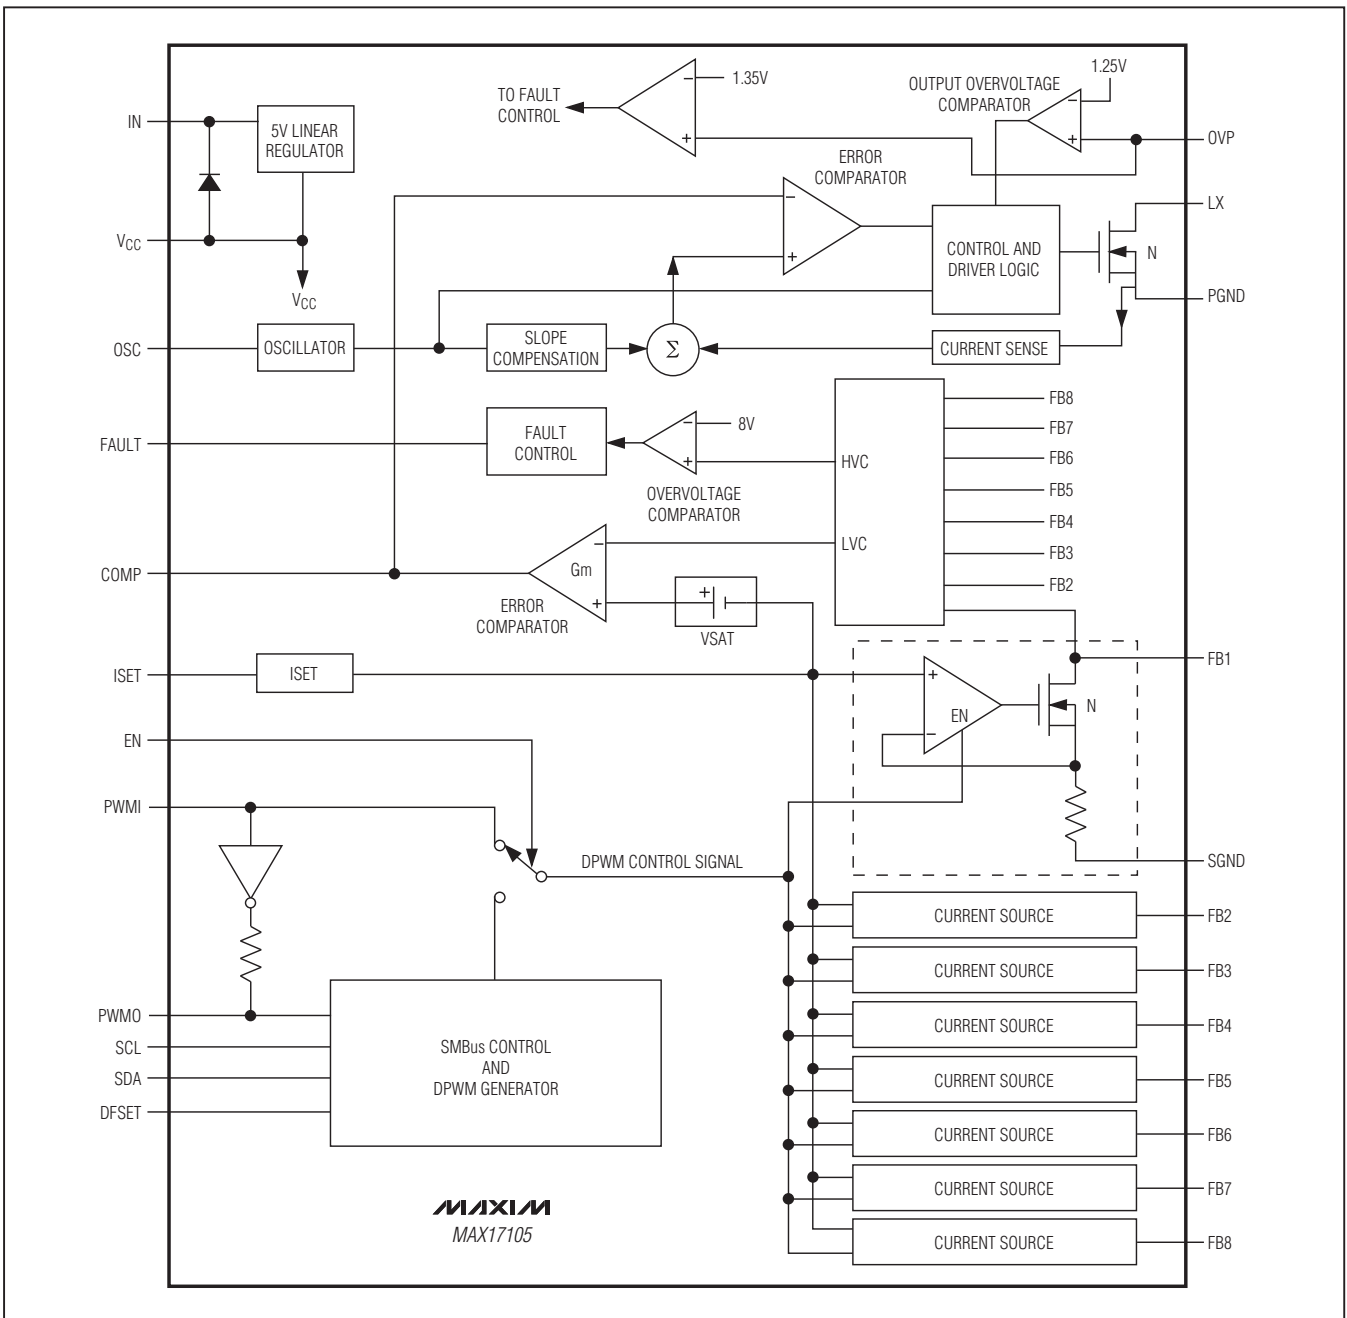 1.35V
TO FAULT
CONTROL
−
+
OUTPUT OVERVOLTAGE
COMPARATOR
1.25V
−
+
OVP
IN
5V LINEAR
REGULATOR
ERROR
COMPARATOR
−
+
LX
VCC
VCC
CONTROL AND
DRIVER LOGIC
N
PGND
OSC
OSCILLATOR
SLOPE
COMPENSATION
Σ
CURRENT SENSE
FAULT
FAULT
CONTROL
−
+
8V
OVERVOLTAGE
COMPARATOR
HVC
LVC
FB8
FB7
FB6
FB5
FB4
FB3
FB2
COMP
Gm
−
+
ERROR
COMPARATOR
+
VSAT
ISET
ISET
+
−
EN
N
FB1
EN
PWMI
DPWM CONTROL SIGNAL
SGND
CURRENT SOURCE
FB2
CURRENT SOURCE
FB3
CURRENT SOURCE
FB4
CURRENT SOURCE
FB5
CURRENT SOURCE
FB6
CURRENT SOURCE
FB7
CURRENT SOURCE
FB8
PWMO
SCL
SDA
DFSET
SMBus CONTROL
AND
DPWM GENERATOR
MAXIM
MAX17105